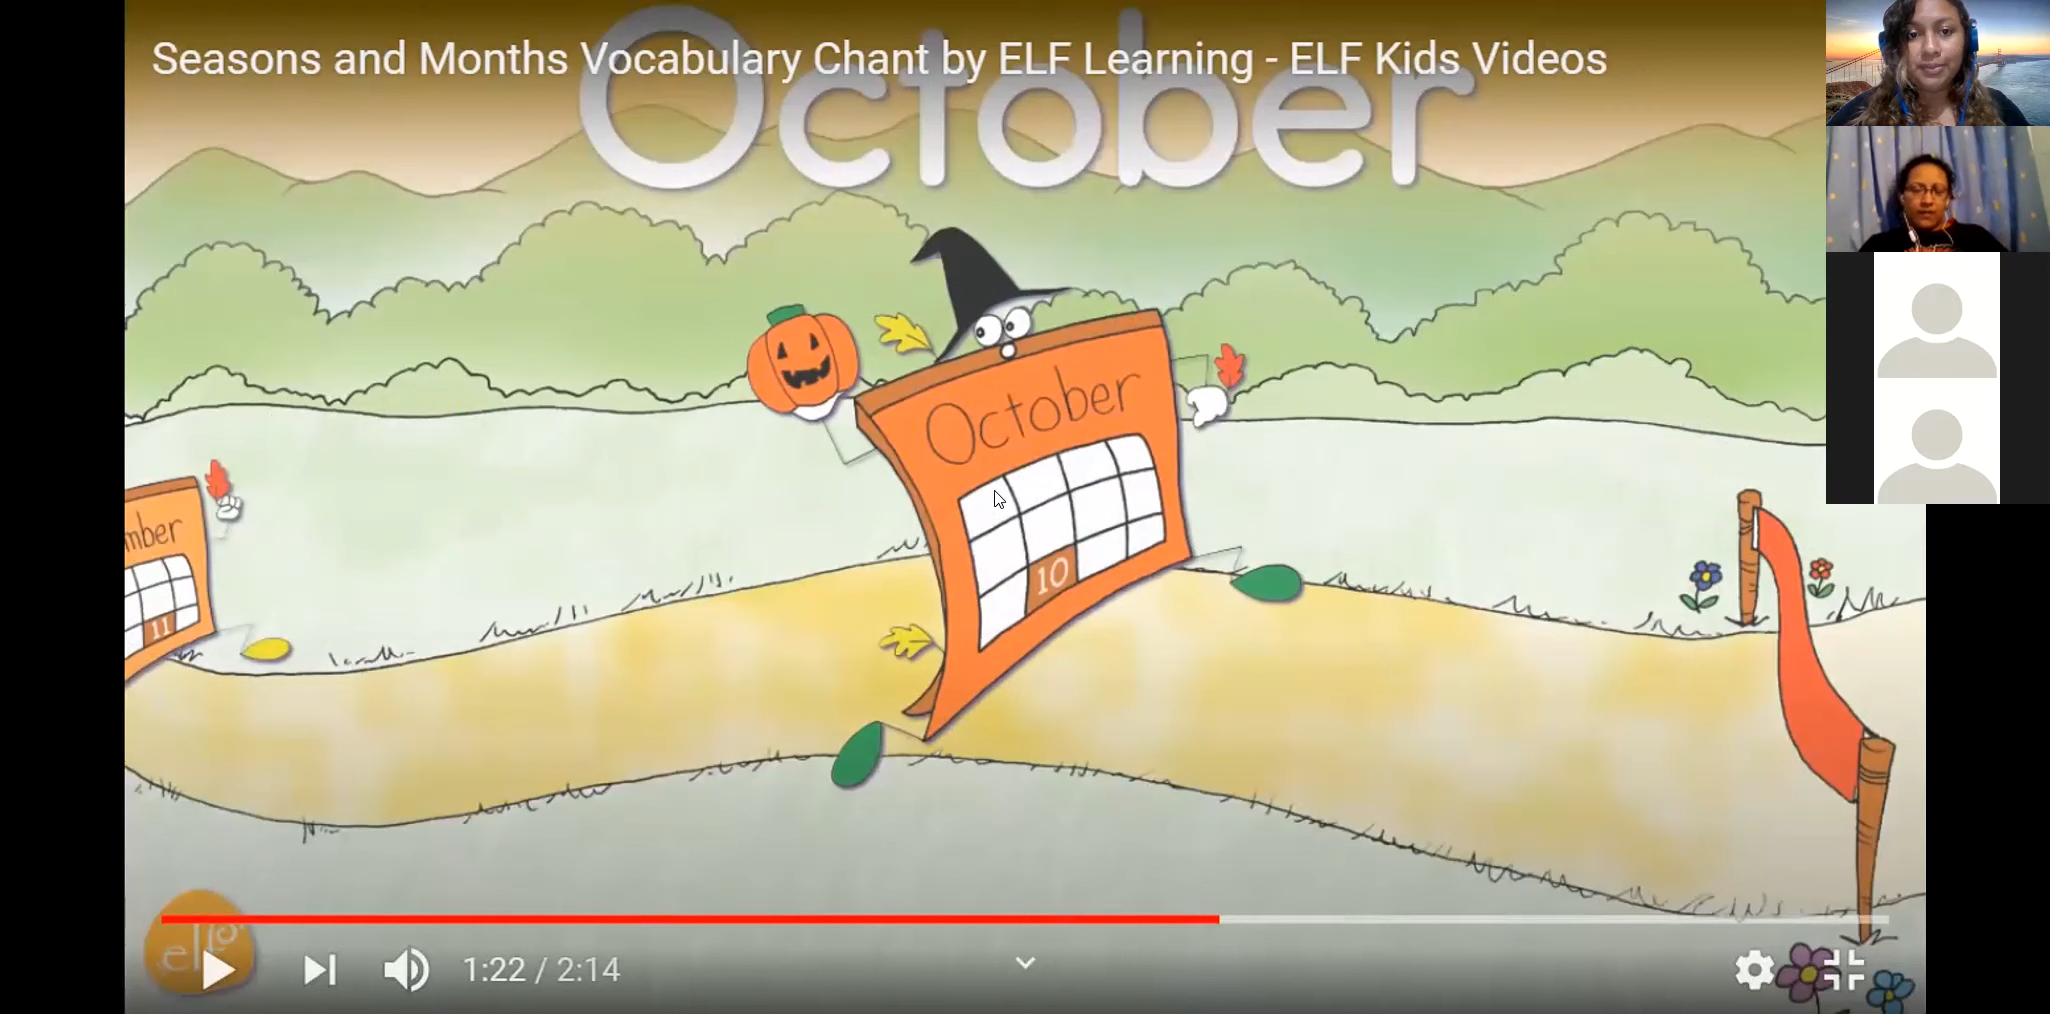 Seasons and Months Vocabulary Chant by ELF Learning - ELF Kids Videos
October
October
10
mber
11
elf
1:22 / 2:14